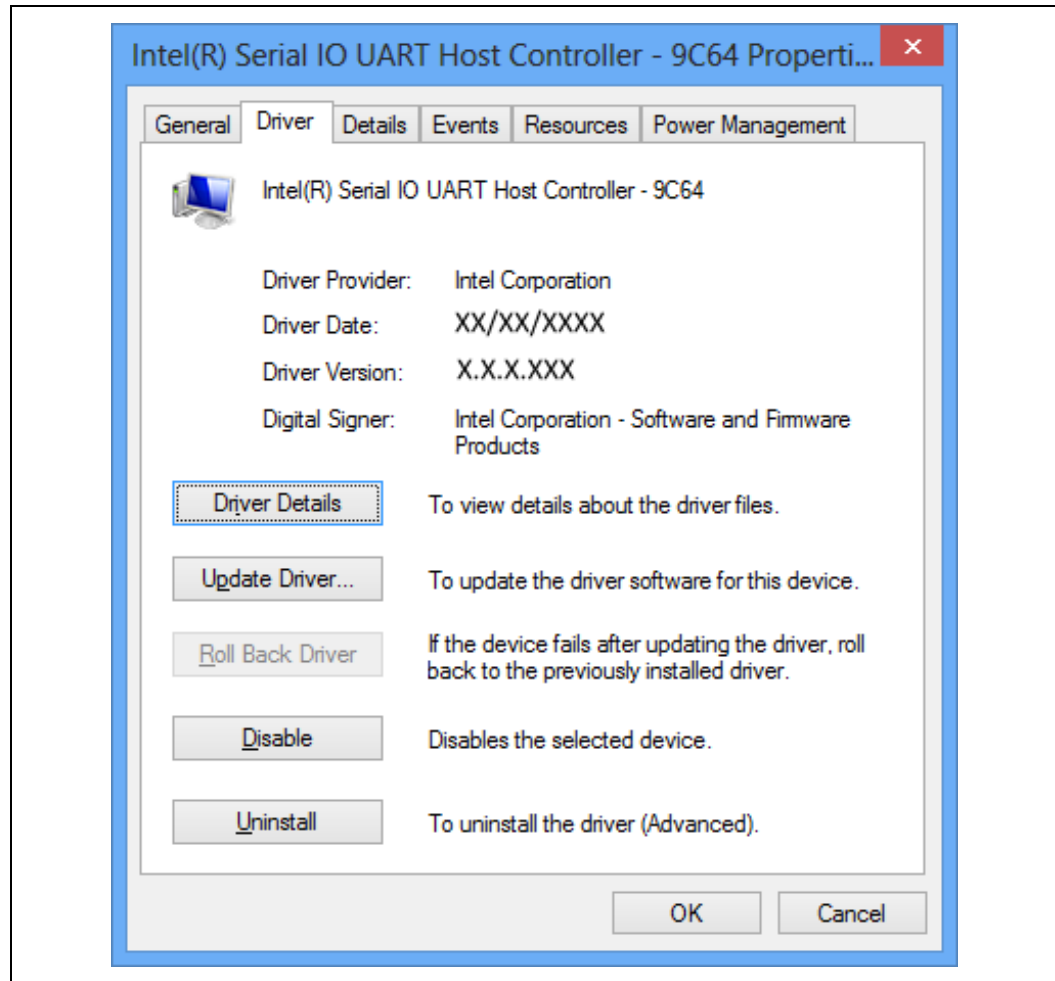 Intel(R) Serial IO UART Host Controller - 9C64 Properti...
General Driver Details Events Resources Power Management
Intel(R) Serial IO UART Host Controller - 9C64
Driver Provider: Intel Corporation
Driver Date: XX/XX/XXXX
Driver Version: X.X.X.XXX
Digital Signer: Intel Corporation - Software and Firmware
Products
Driver Details To view details about the driver files.
Update Driver... To update the driver software for this device.
Roll Back Driver If the device fails after updating the driver, roll
back to the previously installed driver.
Disable Disables the selected device.
Uninstall To uninstall the driver (Advanced).
OK Cancel